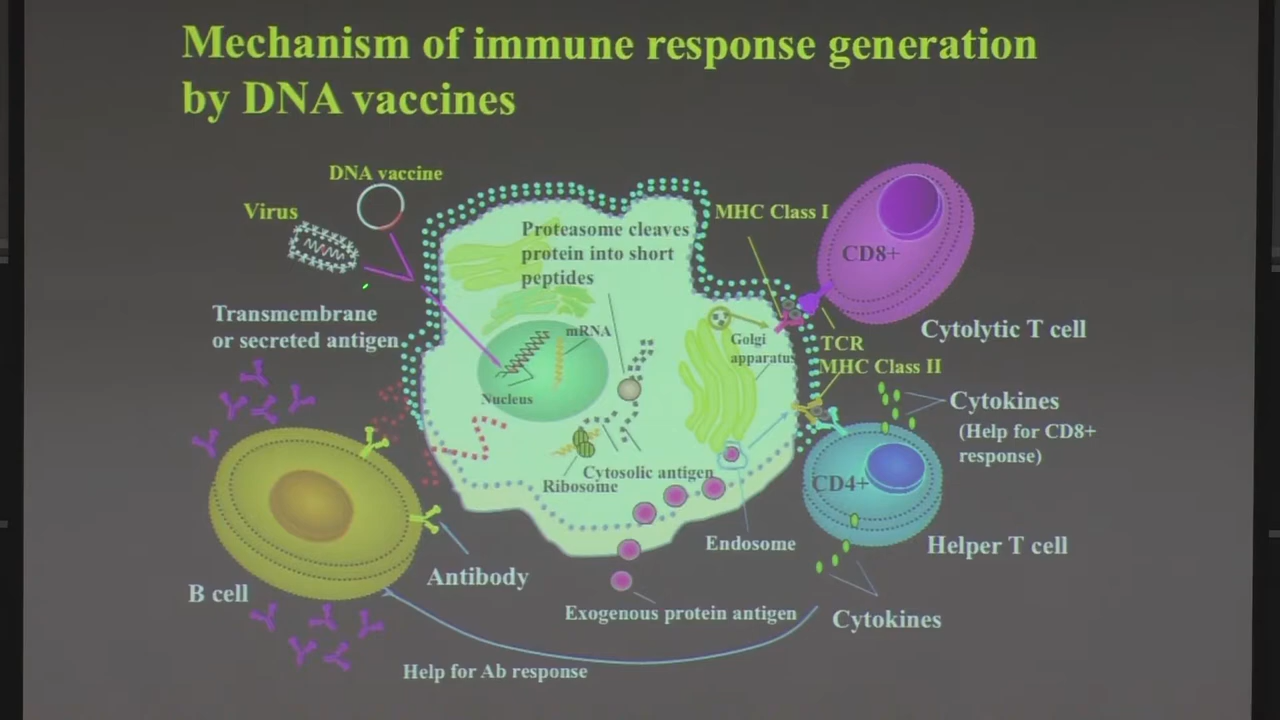 Mechanism of immune response generation
by DNA vaccines
DNA vaccine
Virus
Proteasome cleaves
protein into short
peptides
MHC Class I
CD8+
Transmembrane
or secreted antigen
mRNA
Golgi
apparatus
TCR
Cytolytic T cell
MHC Class II
Nucleus
Cytokines
(Help for CD8+
response)
Cytosolic antigen
Ribosome
CD4+
Endosome
Helper T cell
Antibody
B cell
Exogenous protein antigen
Cytokines
Help for Ab response